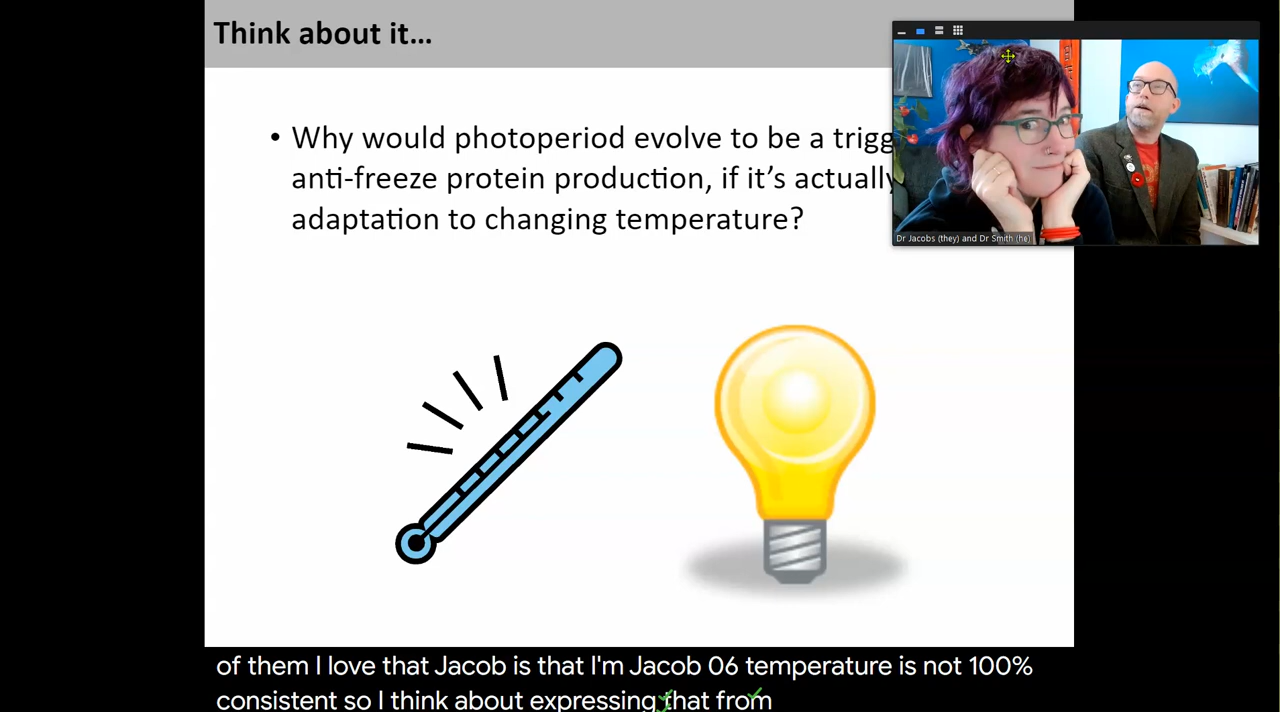 Think about it…
• Why would photoperiod evolve to be a trigg
anti-freeze protein production, if it's actually
adaptation to changing temperature?
Dr Jacobs (they) and Dr Smith (he)
of them I love that Jacob is that I'm Jacob 06 temperature is not 100%
consistent so I think about expressing that from